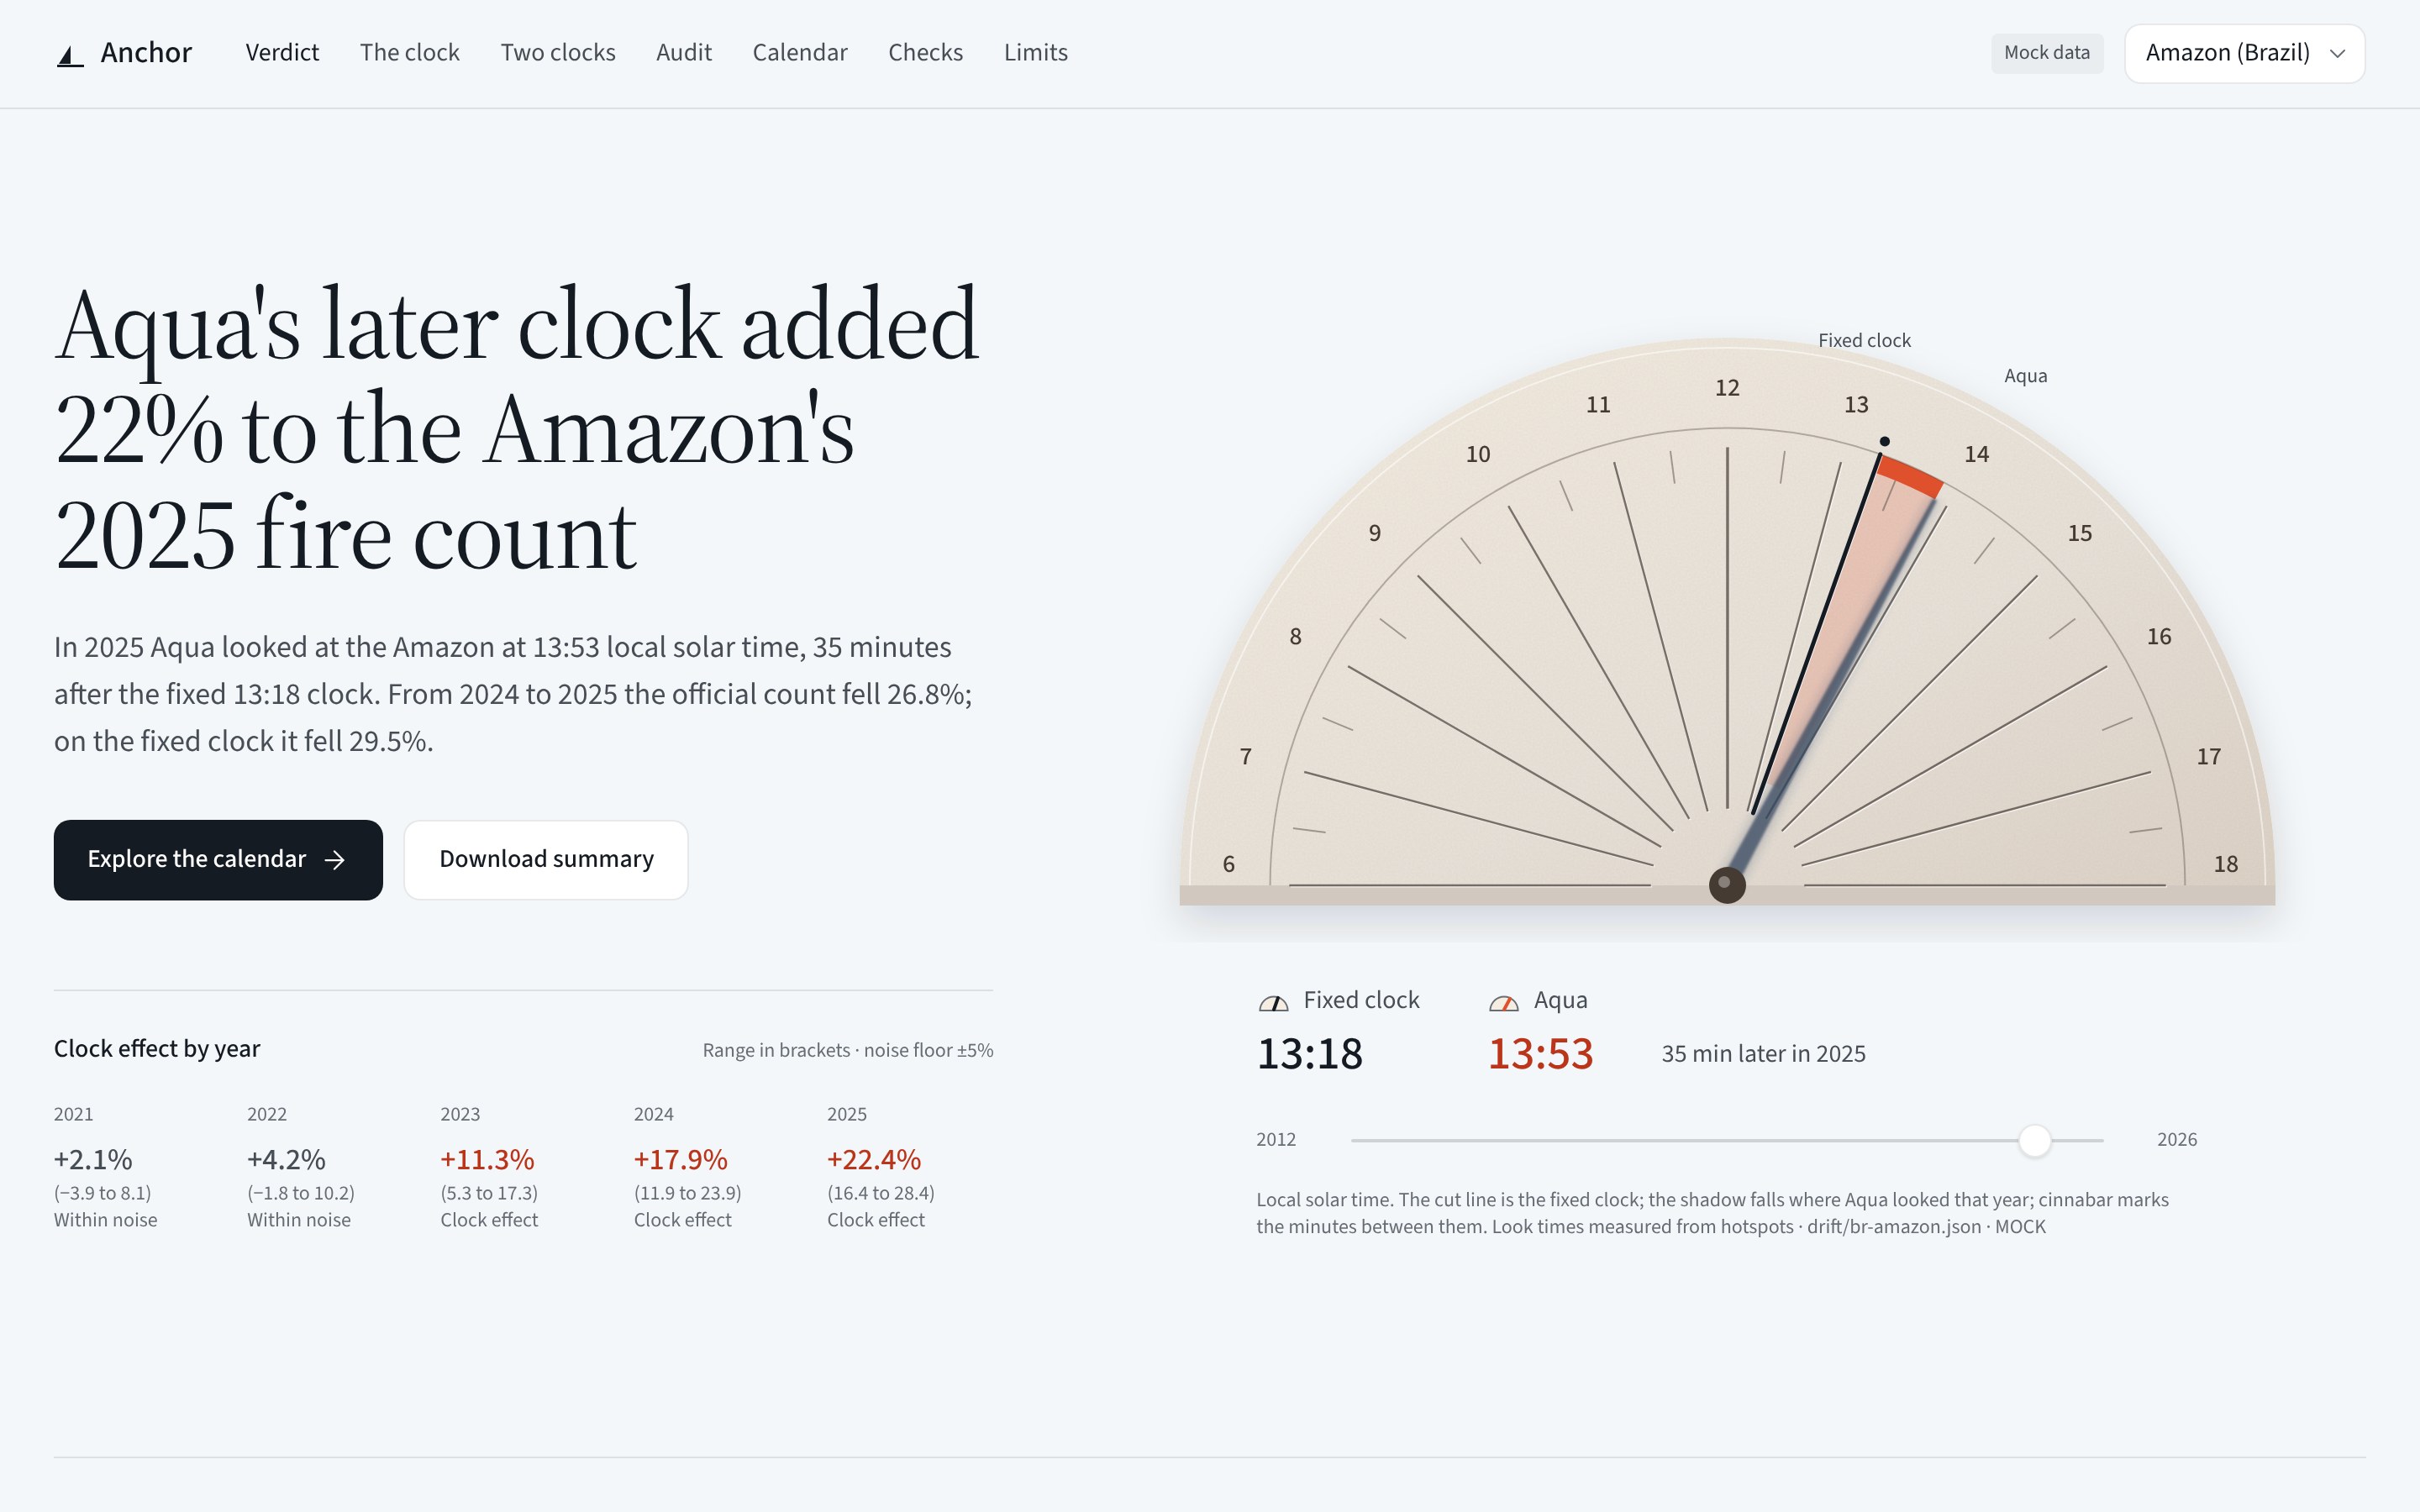 Anchor
Verdict
The clock
Two clocks
Audit
Calendar
Checks
Limits
Mock data
Amazon (Brazil)
Aqua's later clock added
22% to the Amazon's
2025 fire count
In 2025 Aqua looked at the Amazon at 13:53 local solar time, 35 minutes
after the fixed 13:18 clock. From 2024 to 2025 the official count fell 26.8%;
on the fixed clock it fell 29.5%.
Explore the calendar
Download summary
Clock effect by year
Range in brackets · noise floor ±5%
2021
+2.1%
(−3.9 to 8.1)
Within noise
2022
+4.2%
(−1.8 to 10.2)
Within noise
2023
+11.3%
(5.3 to 17.3)
Clock effect
2024
+17.9%
(11.9 to 23.9)
Clock effect
2025
+22.4%
(16.4 to 28.4)
Clock effect
Fixed clock
Aqua
6
7
8
9
10
11
12
13
14
15
16
17
18
Fixed clock
13:18
Aqua
13:53
35 min later in 2025
2012
2026
Local solar time. The cut line is the fixed clock; the shadow falls where Aqua looked that year; cinnabar marks
the minutes between them. Look times measured from hotspots · drift/br-amazon.json · MOCK